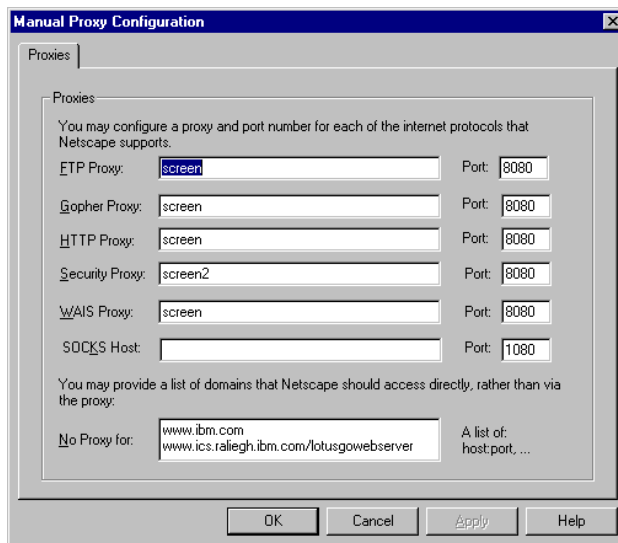 Manual Proxy Configuration
Proxies
Proxies
You may configure a proxy and port number for each of the internet protocols that
Netscape supports.
FTP Proxy: screen Port: 8080
Gopher Proxy: screen Port: 8080
HTTP Proxy: screen Port: 8080
Security Proxy: screen2 Port: 8080
WAIS Proxy: screen Port: 8080
SOCKS Host: Port: 1080
You may provide a list of domains that Netscape should access directly, rather than via
the proxy:
No Proxy for: www.ibm.com A list of:
www.ics.raliegh.ibm.com/lotusgowebserver host:port, ...
OK Cancel Apply Help